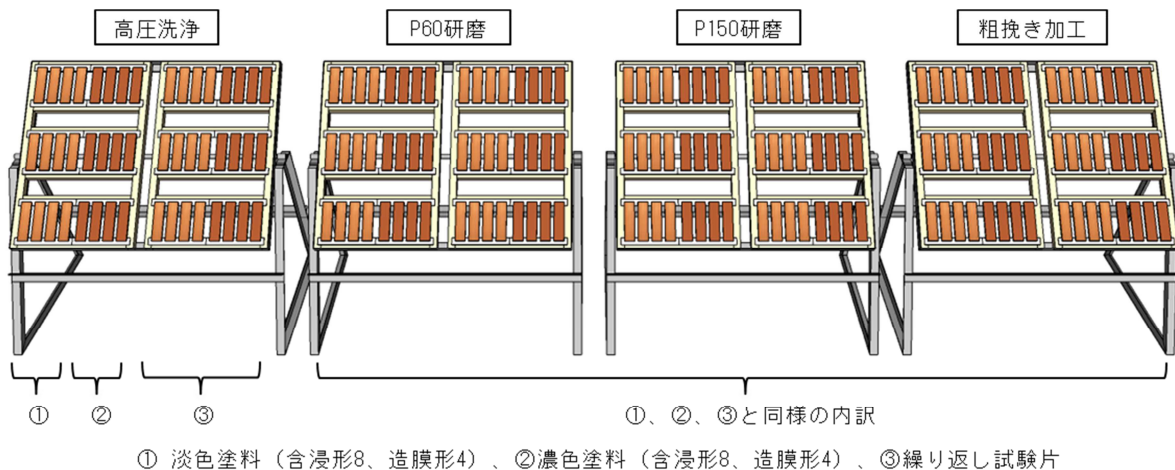 高圧洗浄
P60研磨
P150研磨
粗挽き加工
① ② ③
①、②、③と同様の内訳
① 淡色塗料（含浸形8、造膜形4）、②濃色塗料（含浸形8、造膜形4）、③繰り返し試験片